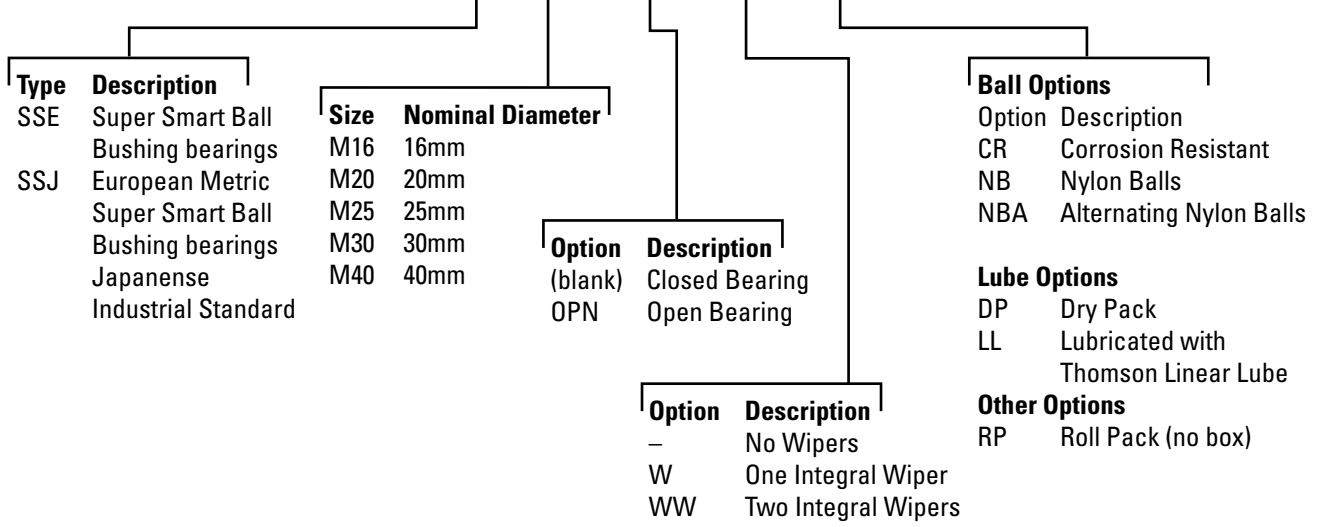 Type Description
SSE Super Smart Ball
Bushing bearings
SSJ European Metric
Super Smart Ball
Bushing bearings
Japanense
Industrial Standard
Size Nominal Diameter
M16 16mm
M20 20mm
M25 25mm
M30 30mm
M40 40mm
Option Description
(blank) Closed Bearing
OPN Open Bearing
Option Description
– No Wipers
W One Integral Wiper
WW Two Integral Wipers
Ball Options
Option Description
CR Corrosion Resistant
NB Nylon Balls
NBA Alternating Nylon Balls
Lube Options
DP Dry Pack
LL Lubricated with
Thomson Linear Lube
Other Options
RP Roll Pack (no box)